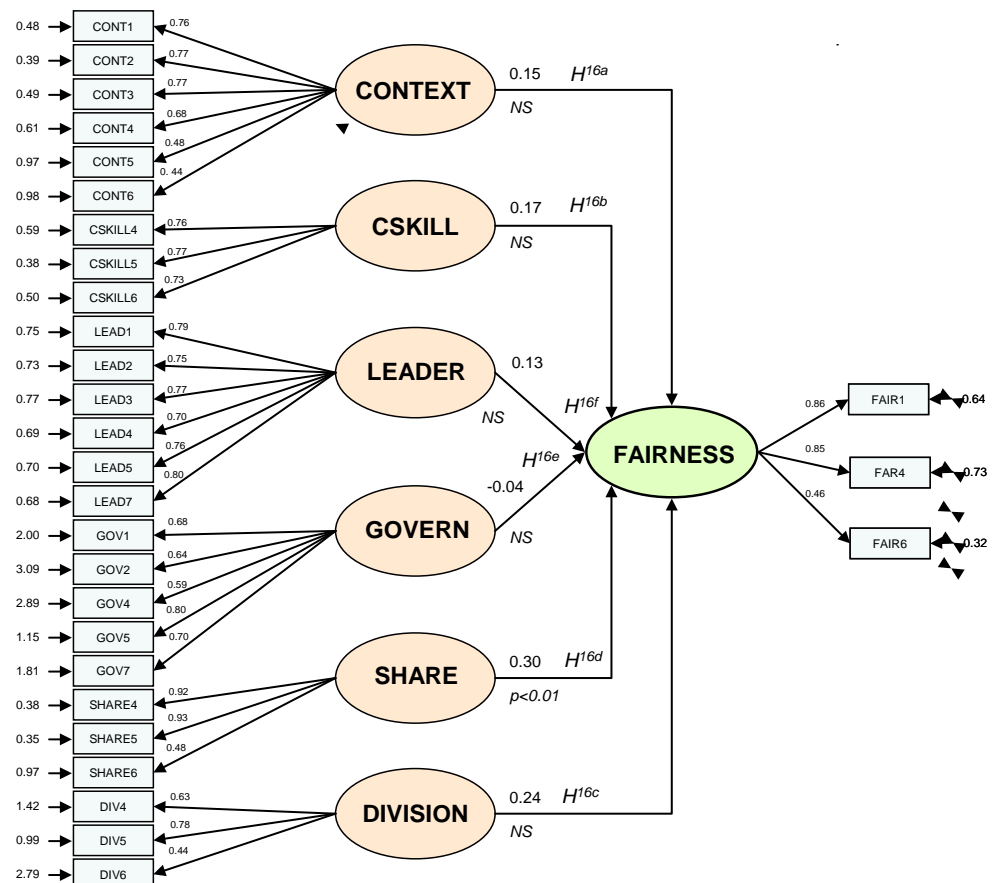 0.48 CONT1 0.76
0.39 CONT2 0.77
0.49 CONT3 0.77
0.61 CONT4 0.68
0.97 CONT5 0.48
0.98 CONT6 0. 44
CONTEXT
0.15 H16a
NS
0.59 CSKILL4 0.76
0.38 CSKILL5 0.77
0.50 CSKILL6 0.73
CSKILL
0.17 H16b
NS
0.75 LEAD1 0.79
0.73 LEAD2 0.75
0.77 LEAD3 0.77
0.69 LEAD4 0.70
0.70 LEAD5 0.76
0.68 LEAD7 0.80
LEADER
0.13
NS
H16f
2.00 GOV1 0.68
3.09 GOV2 0.64
2.89 GOV4 0.59
1.15 GOV5 0.80
1.81 GOV7 0.70
GOVERN
H16e
-0.04
NS
0.38 SHARE4 0.92
0.35 SHARE5 0.93
0.97 SHARE6 0.48
SHARE
0.30 H16d
p<0.01
1.42 DIV4 0.63
0.99 DIV5 0.78
2.79 DIV6 0.44
DIVISION
0.24 H16c
NS
FAIRNESS
0.86 FAIR1 0.64
0.85 FAR4 0.73
0.46 FAIR6 0.32